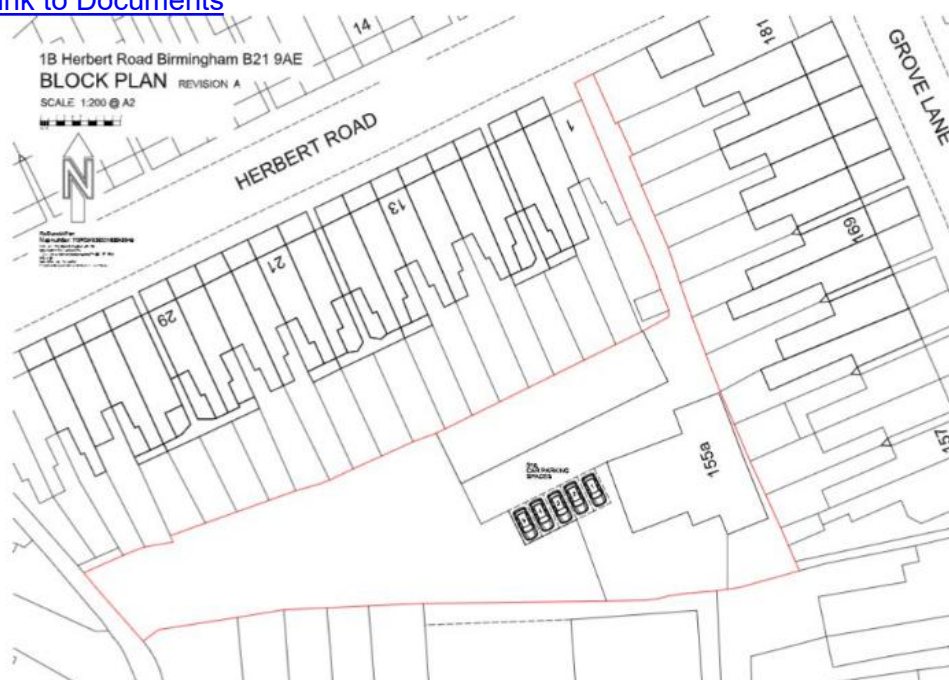 ink to Documents
1B Herbert Road Birmingham B21 9AE
BLOCK PLAN REVISION A
SCALE 1:200 @ A2
N
HERBERT ROAD
GROVE LANE
14
181
1
13
169
21
29
155a
157
CAR PARKING
SPACES